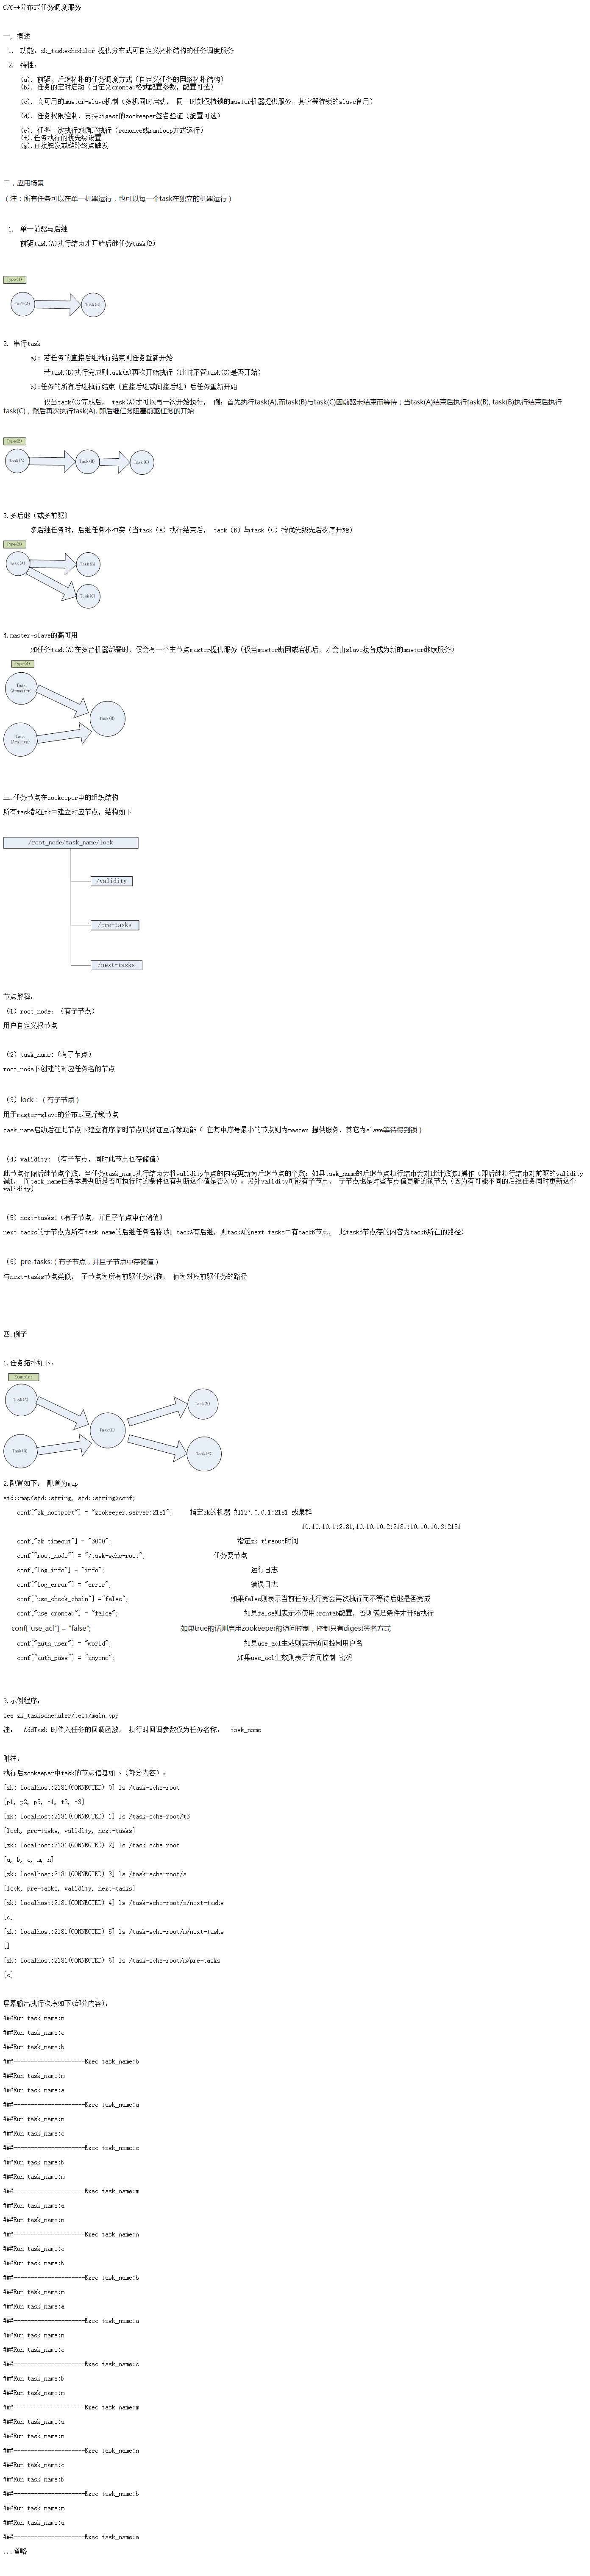 C/C++分布式任务调度服务
一, 概述
1. 功能：zk_taskscheduler 提供分布式可自定义拓扑结构的任务调度服务
2. 特性：
(a). 前驱、后继拓扑的任务调度方式（自定义任务的网络拓扑结构）
(b). 任务的定时启动（自定义crontab格式配置参数，配置可选）
(c). 高可用的master-slave机制（多机同时启动， 同一时刻仅持锁的master机器提供服务，其它等待锁的slave备用）
(d). 任务权限控制，支持digest的zookeeper签名验证（配置可选）
(e). 任务一次执行或循环执行（runonce或runloop方式运行）
(f).任务执行的优先级设置
(g).直接触发或链路终点触发
二，应用场景
（注：所有任务可以在单一机器运行，也可以每一个task在独立的机器运行）
1. 单一前驱与后继
前驱task(A)执行结束才开始后继任务task(B)
Type(1)
Task(A)
Task(B)
2. 串行task
a)：若任务的直接后继执行结束则任务重新开始
若task(B)执行完成则task(A)再次开始执行（此时不管task(C)是否开始）
b):任务的所有后继执行结束（直接后继或间接后继）后任务重新开始
仅当task(C)完成后， task(A)才可以再一次开始执行， 例：首先执行task(A),而task(B)与task(C)因前驱未结束而等待；当task(A)结束后执行task(B), task(B)执行结束后执行
task(C)，然后再次执行task(A), 即后继任务阻塞前驱任务的开始
Type(2)
Task(A)
Task(B)
Task(C)
3.多后继（或多前驱）
多后继任务时，后继任务不冲突（当task（A）执行结束后， task（B）与task（C）按优先级先后次序开始）
Type(3)
Task(A)
Task(B)
Task(C)
4.master-slave的高可用
如任务task(A)在多台机器部署时，仅会有一个主节点master提供服务（仅当master断网或宕机后，才会由slave接替成为新的master继续服务）
Type(4)
Task
(A-master)
Task(B)
Task
(A-slave)
三.任务节点在zookeeper中的组织结构
所有task都在zk中建立对应节点，结构如下
/root_node/task_name/lock
/validity
/pre-tasks
/next-tasks
节点解释：
（1）root_node：（有子节点）
用户自定义根节点
（2）task_name:（有子节点）
root_node下创建的对应任务名的节点
（3）lock：（有子节点）
用于master-slave的分布式互斥锁节点
task_name启动后在此节点下建立有序临时节点以保证互斥锁功能（ 在其中序号最小的节点则为master 提供服务，其它为slave等待得到锁）
（4）validity: （有子节点，同时此节点也存储值）
此节点存储后继节点个数，当任务task_name执行结束会将validity节点的内容更新为后继节点的个数；如果task_name的后继节点执行结束会对此计数减1操作（即后继执行结束对前驱的validity
减1， 而task_name任务本身判断是否可执行时的条件也有判断这个值是否为0）；另外validity可能有子节点， 子节点也是对些节点值更新的锁节点（因为有可能不同的后继任务同时更新这个
validity）
（5）next-tasks:（有子节点，并且子节点中存储值）
next-tasks的子节点为所有task_name的后继任务名称(如 taskA有后继，则taskA的next-tasks中有taskB节点， 此taskB节点存的内容为taskB所在的路径)
（6）pre-tasks:（有子节点，并且子节点中存储值）
与next-tasks节点类似， 子节点为所有前驱任务名称， 值为对应前驱任务的路径
四.例子
1.任务拓扑如下：
Example:
Task(A)
Task(M)
Task(C)
Task(B)
Task(N)
2.配置如下： 配置为map
std::map<std::string, std::string>conf;
conf["zk_hostport"] = "zookeeper.server:2181"; 指定zk的机器 如127.0.0.1:2181 或集群
10.10.10.1:2181,10.10.10.2:2181:10.10.10.3:2181
conf["zk_timeout"] = "3000"; 指定zk timeout时间
conf["root_node"] = "/task-sche-root"; 任务要节点
conf["log_info"] = "info"; 运行日志
conf["log_error"] = "error"; 错误日志
conf["use_check_chain"] ="false"; 如果false则表示当前任务执行完会再次执行而不等待后继是否完成
conf["use_crontab"] = "false"; 如果false则表示不使用crontab配置，否则满足条件才开始执行
conf["use_acl"] = "false"; 如果true的话则启用zookeeper的访问控制，控制只有digest签名方式
conf["auth_user"] = "world"; 如果use_acl生效则表示访问控制用户名
conf["auth_pass"] = "anyone"; 如果use_acl生效则表示访问控制 密码
3.示例程序：
see zk_taskscheduler/test/main.cpp
注： AddTask 时传入任务的回调函数， 执行时回调参数仅为任务名称， task_name
附注：
执行后zookeeper中task的节点信息如下（部分内容）：
[zk: localhost:2181(CONNECTED) 0] ls /task-sche-root
[p1, p2, p3, t1, t2, t3]
[zk: localhost:2181(CONNECTED) 1] ls /task-sche-root/t3
[lock, pre-tasks, validity, next-tasks]
[zk: localhost:2181(CONNECTED) 2] ls /task-sche-root
[a, b, c, m, n]
[zk: localhost:2181(CONNECTED) 3] ls /task-sche-root/a
[lock, pre-tasks, validity, next-tasks]
[zk: localhost:2181(CONNECTED) 4] ls /task-sche-root/a/next-tasks
[c]
[zk: localhost:2181(CONNECTED) 5] ls /task-sche-root/m/next-tasks
[]
[zk: localhost:2181(CONNECTED) 6] ls /task-sche-root/m/pre-tasks
[c]
屏幕输出执行次序如下(部分内容)：
###Run task_name:n
###Run task_name:c
###Run task_name:b
###---------------------Exec task_name:b
###Run task_name:m
###Run task_name:a
###---------------------Exec task_name:a
###Run task_name:n
###Run task_name:c
###---------------------Exec task_name:c
###Run task_name:b
###Run task_name:m
###---------------------Exec task_name:m
###Run task_name:a
###Run task_name:n
###---------------------Exec task_name:n
###Run task_name:c
###Run task_name:b
###---------------------Exec task_name:b
###Run task_name:m
###Run task_name:a
###---------------------Exec task_name:a
###Run task_name:n
###Run task_name:c
###---------------------Exec task_name:c
###Run task_name:b
###Run task_name:m
###---------------------Exec task_name:m
###Run task_name:a
###Run task_name:n
###---------------------Exec task_name:n
###Run task_name:c
###Run task_name:b
###---------------------Exec task_name:b
###Run task_name:m
###Run task_name:a
###---------------------Exec task_name:a
...省略